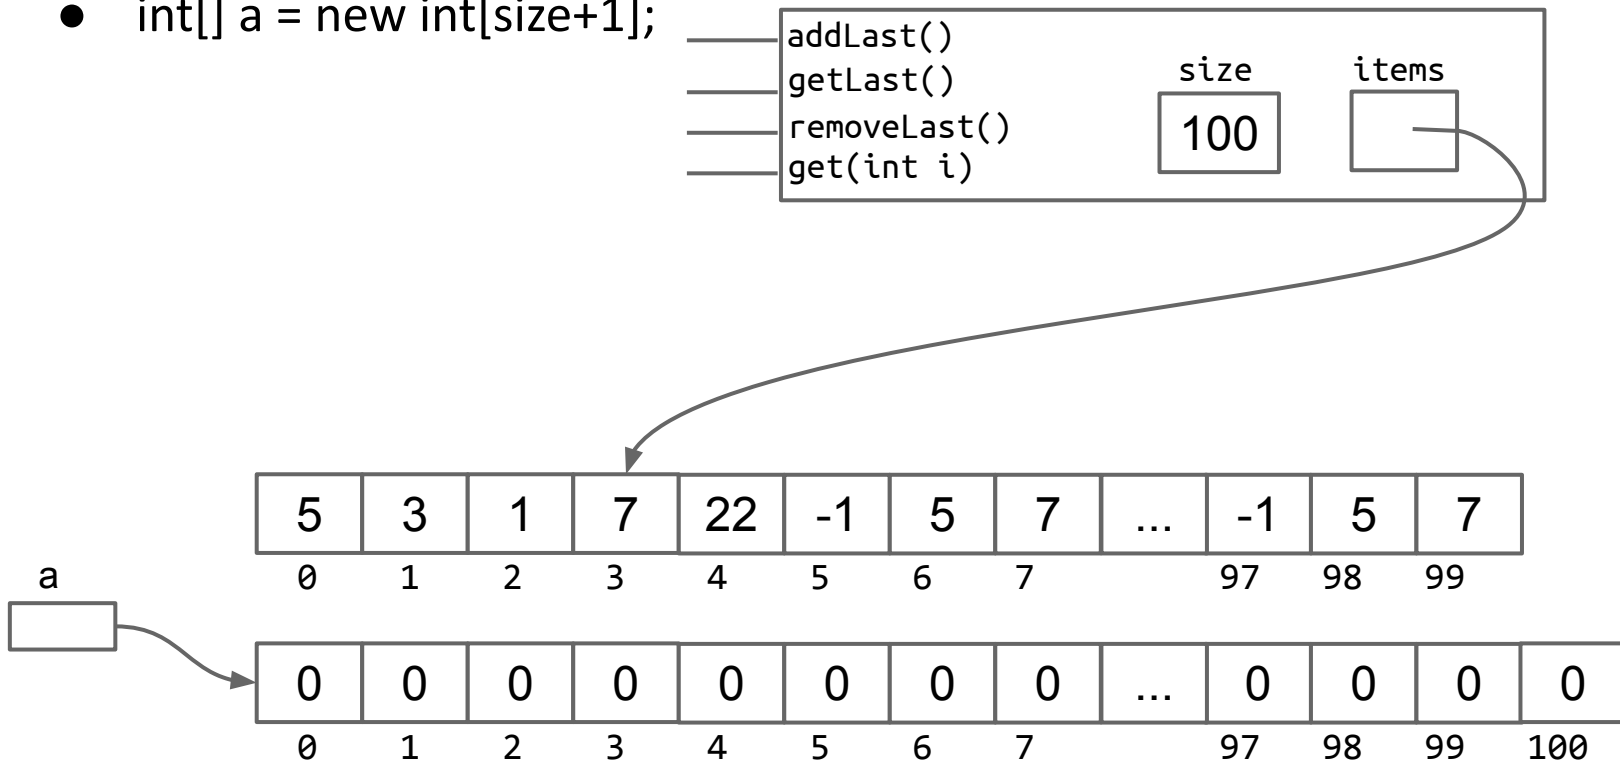 ● int[] a = new int[size+1];
addLast()
getLast()
removeLast()
get(int i)
size
items
100
5 3 1 7 22 -1 5 7 ... -1 5 7
0 1 2 3 4 5 6 7 97 98 99
a
0 0 0 0 0 0 0 0 ... 0 0 0 0
0 1 2 3 4 5 6 7 97 98 99 100